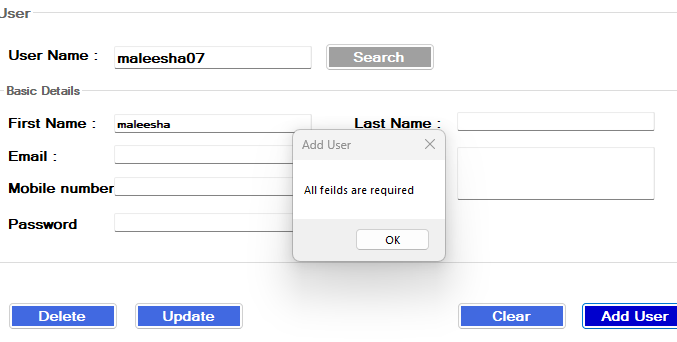 User
User Name : maleesha07 Search
Basic Details
First Name : maleesha Last Name :
Add User
Email :
All feilds are required
Mobile number
Password
OK
Delete Update Clear Add User